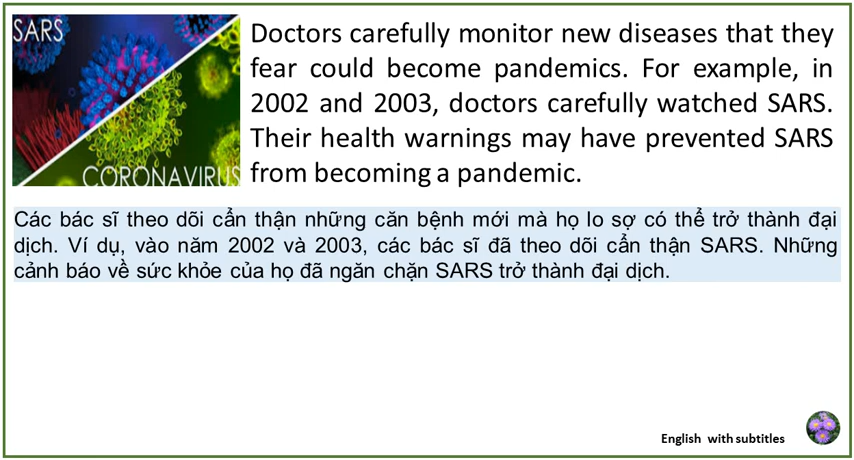 SARS
CORONAVIRUS
Doctors carefully monitor new diseases that they
fear could become pandemics. For example, in
2002 and 2003, doctors carefully watched SARS.
Their health warnings may have prevented SARS
from becoming a pandemic.
Các bác sĩ theo dõi cẩn thận những căn bệnh mới mà họ lo sợ có thể trở thành đại
dịch. Ví dụ, vào năm 2002 và 2003, các bác sĩ đã theo dõi cẩn thận SARS. Những
cảnh báo về sức khỏe của họ đã ngăn chặn SARS trở thành đại dịch.
English with subtitles